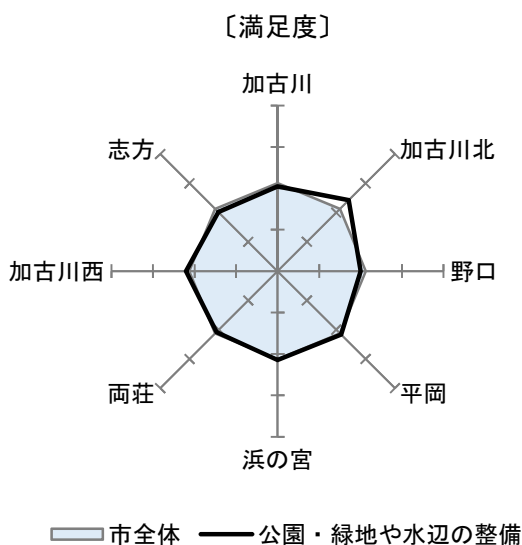 〔満足度〕
加古川
志方
加古川北
加古川西
野口
両荘
平岡
浜の宮
市全体
公園・緑地や水辺の整備